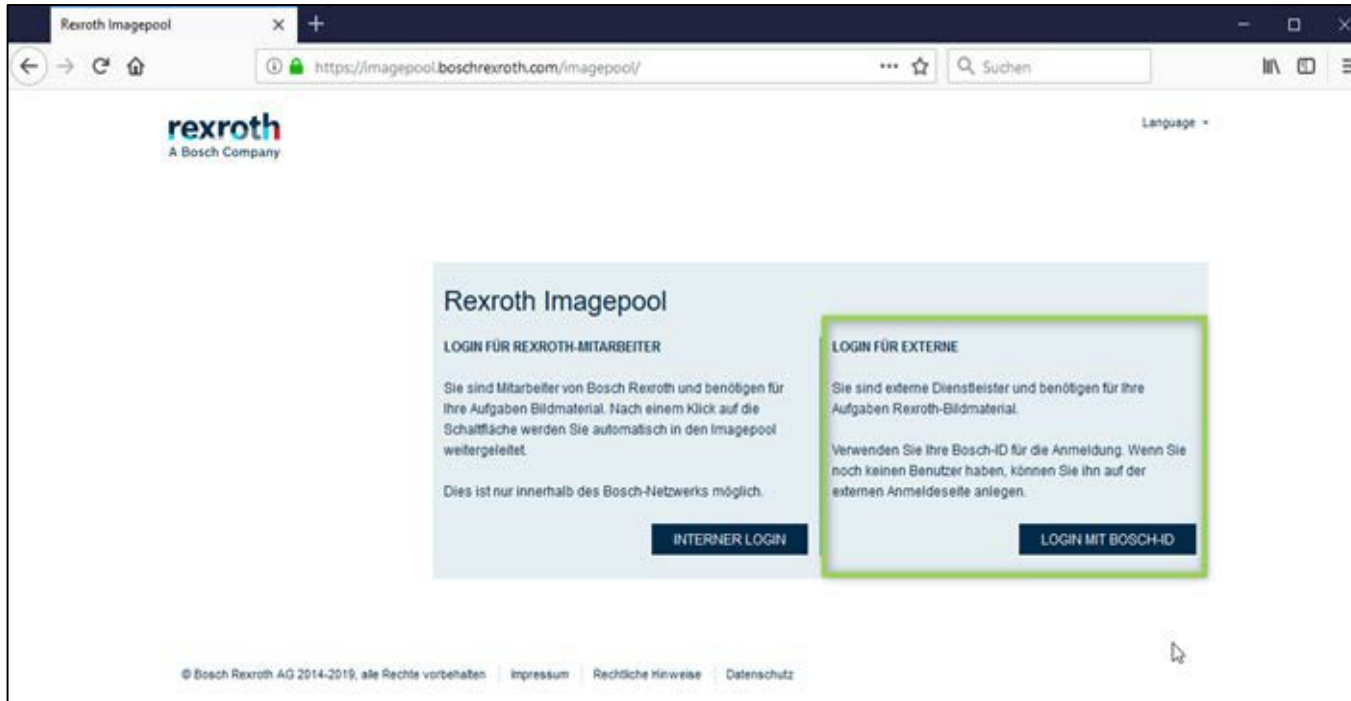 Rexroth Imagepool
https://imagepool.boschrexroth.com/imagepool/
Suchen
rexroth
A Bosch Company
Language
Rexroth Imagepool
LOGIN FÜR REXROTH-MITARBEITER
Sie sind Mitarbeiter von Bosch Rexroth und benötigen für
Ihre Aufgaben Bildmaterial. Nach einem Klick auf die
Schaltfläche werden Sie automatisch in den Imagepool
weitergeleitet.
Dies ist nur innerhalb des Bosch-Netzwerks möglich.
INTERNER LOGIN
LOGIN FÜR EXTERNE
Sie sind externe Dienstleister und benötigen für Ihre
Aufgaben Rexroth-Bildmaterial.
Verwenden Sie Ihre Bosch-ID für die Anmeldung. Wenn Sie
noch keinen Benutzer haben, können Sie ihn auf der
externen Anmeldeseite anlegen.
LOGIN MIT BOSCH-ID
© Bosch Rexroth AG 2014-2019, alle Rechte vorbehalten Impressum Rechtliche Hinweise Datenschutz